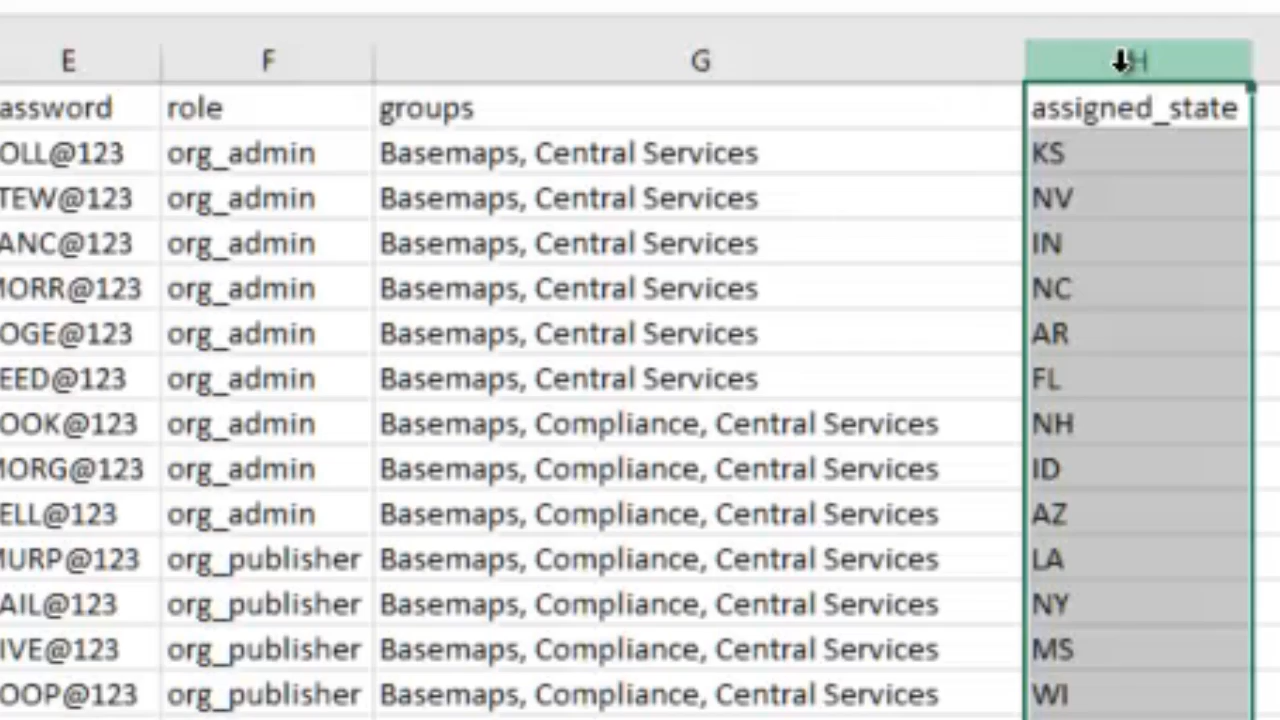 E F G H
assword role groups assigned_state
OLL@123 org_admin Basemaps, Central Services KS
TEW@123 org_admin Basemaps, Central Services NV
ANC@123 org_admin Basemaps, Central Services IN
MORR@123 org_admin Basemaps, Central Services NC
OGE@123 org_admin Basemaps, Central Services AR
EED@123 org_admin Basemaps, Central Services FL
OOK@123 org_admin Basemaps, Compliance, Central Services NH
MORG@123 org_admin Basemaps, Compliance, Central Services ID
ELL@123 org_admin Basemaps, Compliance, Central Services AZ
MURP@123 org_publisher Basemaps, Compliance, Central Services LA
AIL@123 org_publisher Basemaps, Compliance, Central Services NY
IVE@123 org_publisher Basemaps, Compliance, Central Services MS
OOP@123 org_publisher Basemaps, Compliance, Central Services WI